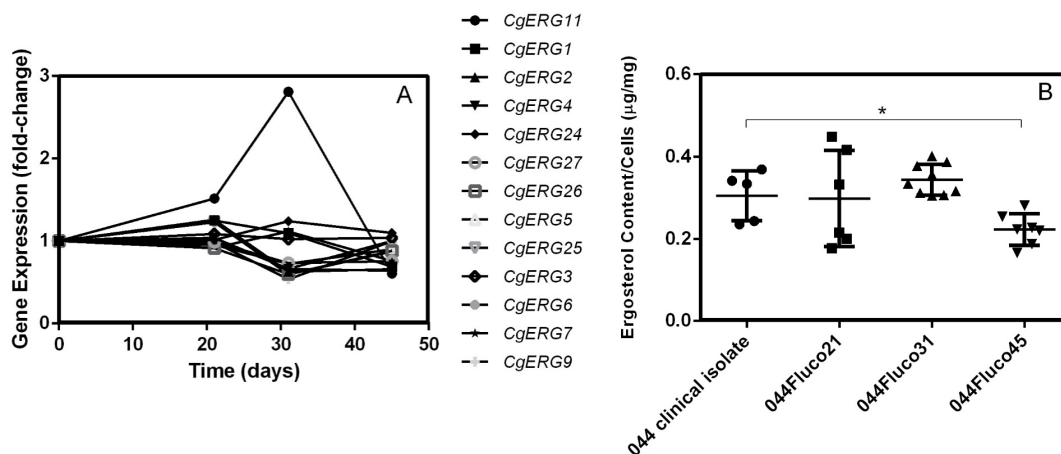 A
Gene Expression (fold-change)
3
2
1
0
0
10
20
30
40
50
Time (days)
CgERG11
CgERG1
CgERG2
CgERG4
CgERG24
CgERG27
CgERG26
CgERG5
CgERG25
CgERG3
CgERG6
CgERG7
CgERG9
B
Ergosterol Content/Cells (µg/mg)
0.6
0.4
0.2
0.0
*
044 clinical isolate
044Fluco21
044Fluco31
044Fluco45